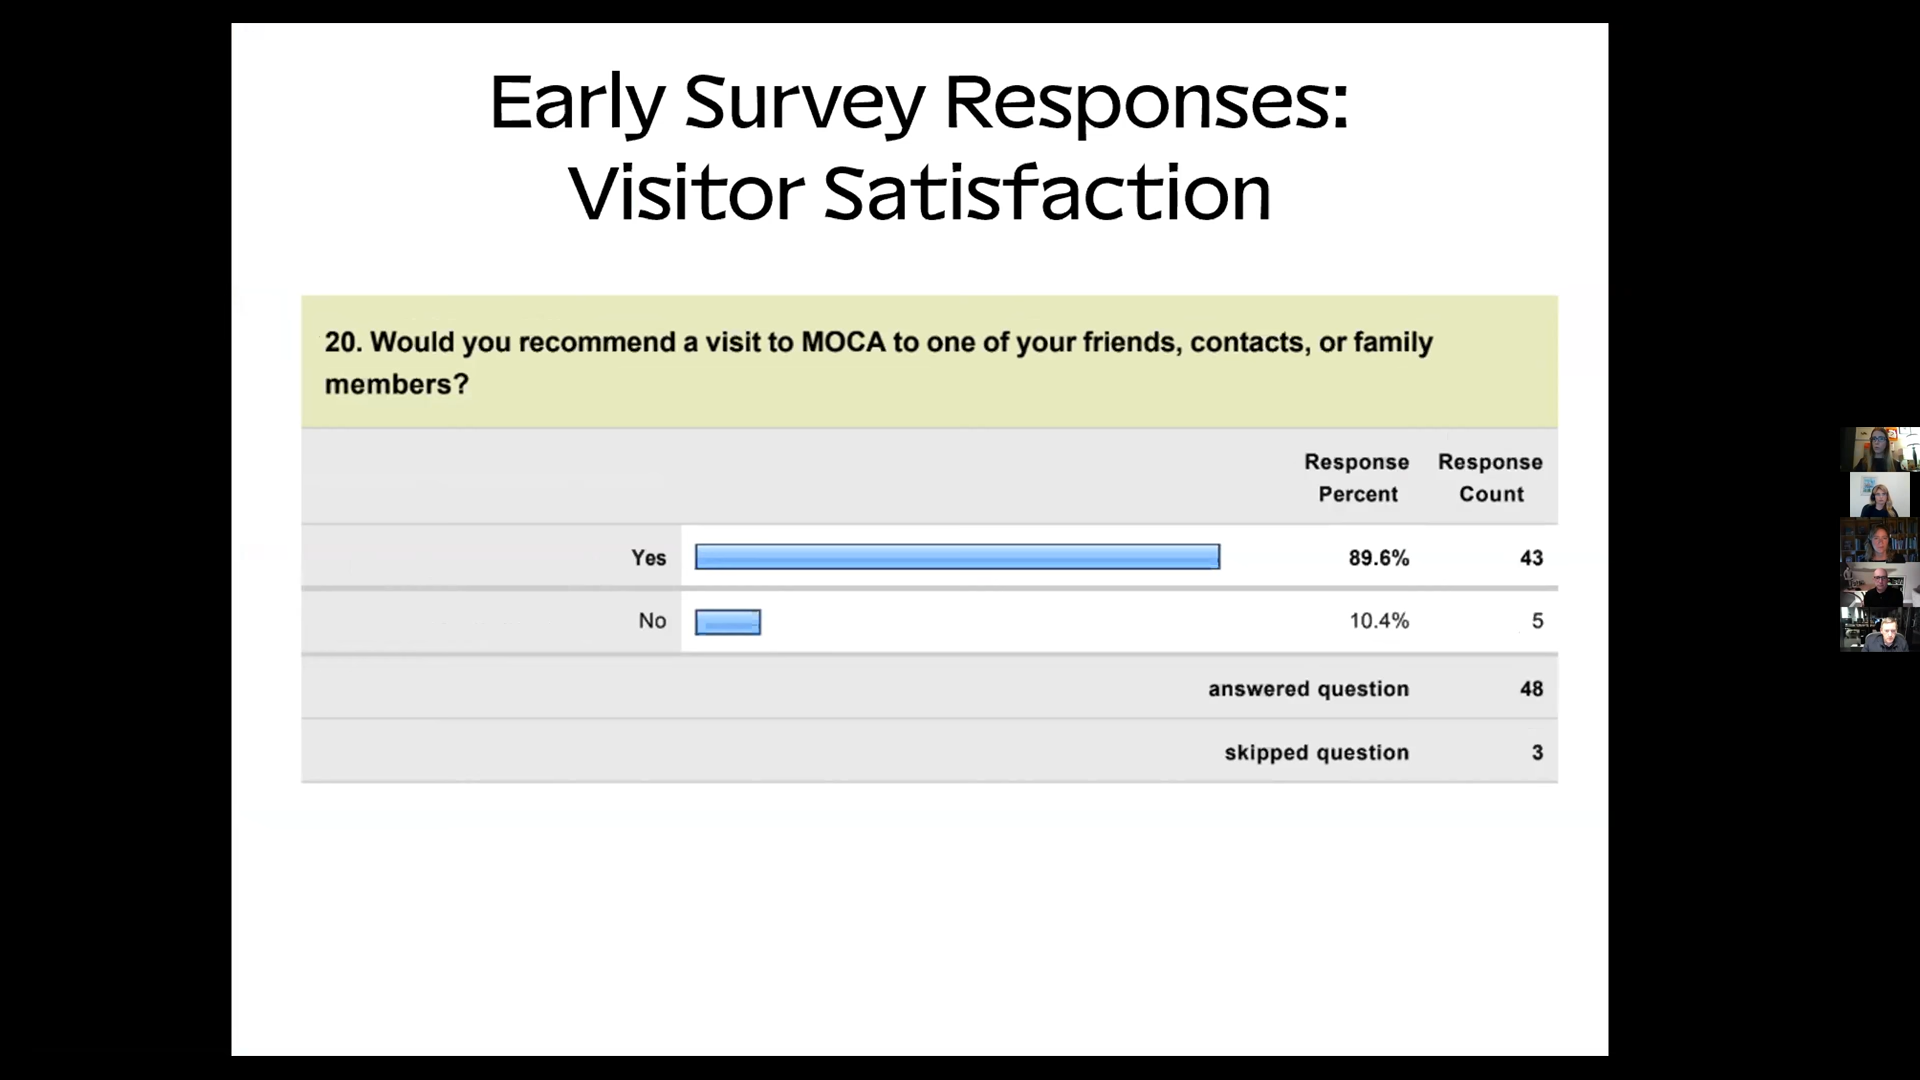 Early Survey Responses:
Visitor Satisfaction
20. Would you recommend a visit to MOCA to one of your friends, contacts, or family
members?
Response Response
Percent Count
Yes 89.6% 43
No 10.4% 5
answered question 48
skipped question 3